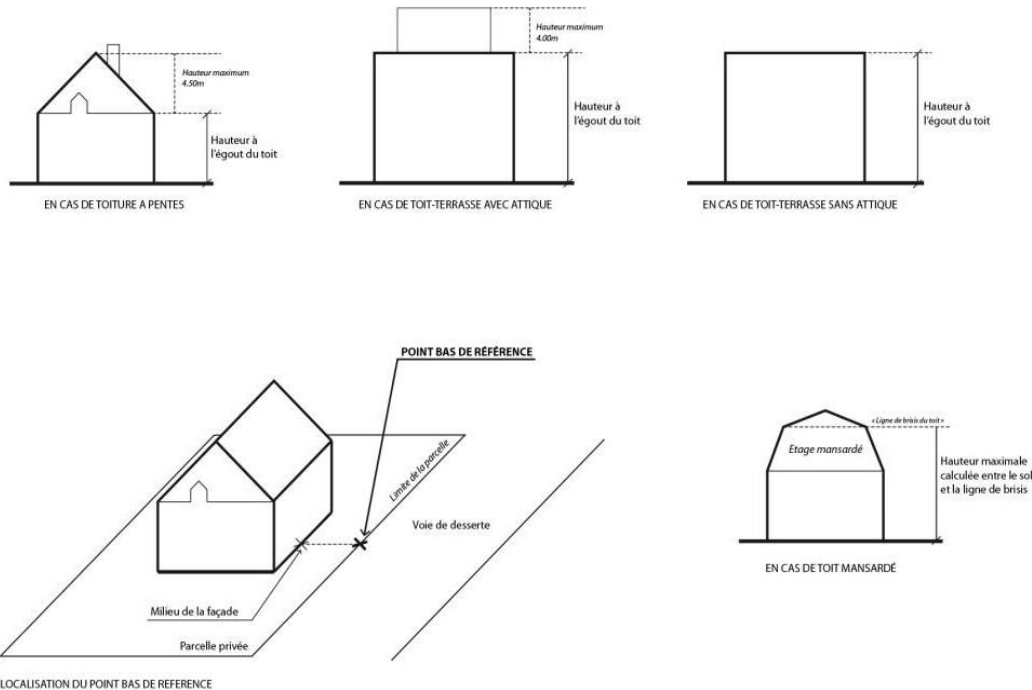 Hauteur maximum
4.50m
Hauteur à
l'égout du toit
EN CAS DE TOITURE A PENTES
Hauteur maximum
4.00m
Hauteur à
l'égout du toit
EN CAS DE TOIT-TERRASSE AVEC ATTIQUE
Hauteur à
l'égout du toit
EN CAS DE TOIT-TERRASSE SANS ATTIQUE
POINT BAS DE RÉFÉRENCE
Limite de la parcelle
Voie de desserte
Milieu de la façade
Parcelle privée
LOCALISATION DU POINT BAS DE REFERENCE
« Ligne de brisis du toit »
Etage mansardé
Hauteur maximale
calculée entre le sol
et la ligne de brisis
EN CAS DE TOIT MANSARDÉ